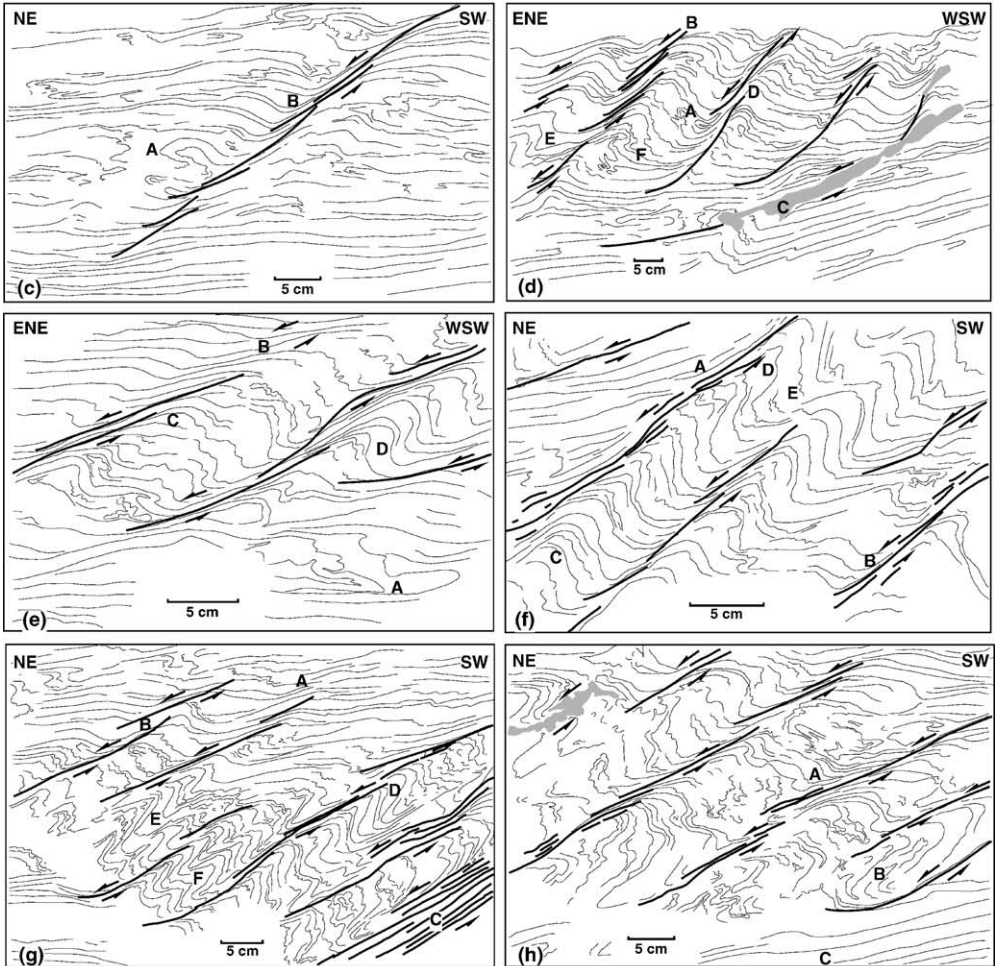 NE SW
B
A
(c) 5 cm
ENE B WSW
D
A
E
F
C
(d) 5 cm
ENE WSW
B
C
D
A
(e) 5 cm
NE SW
A D
E
C B
(f) 5 cm
NE SW
A
B
D
E
F
C
(g) 5 cm
NE SW
A
B
C
(h) 5 cm